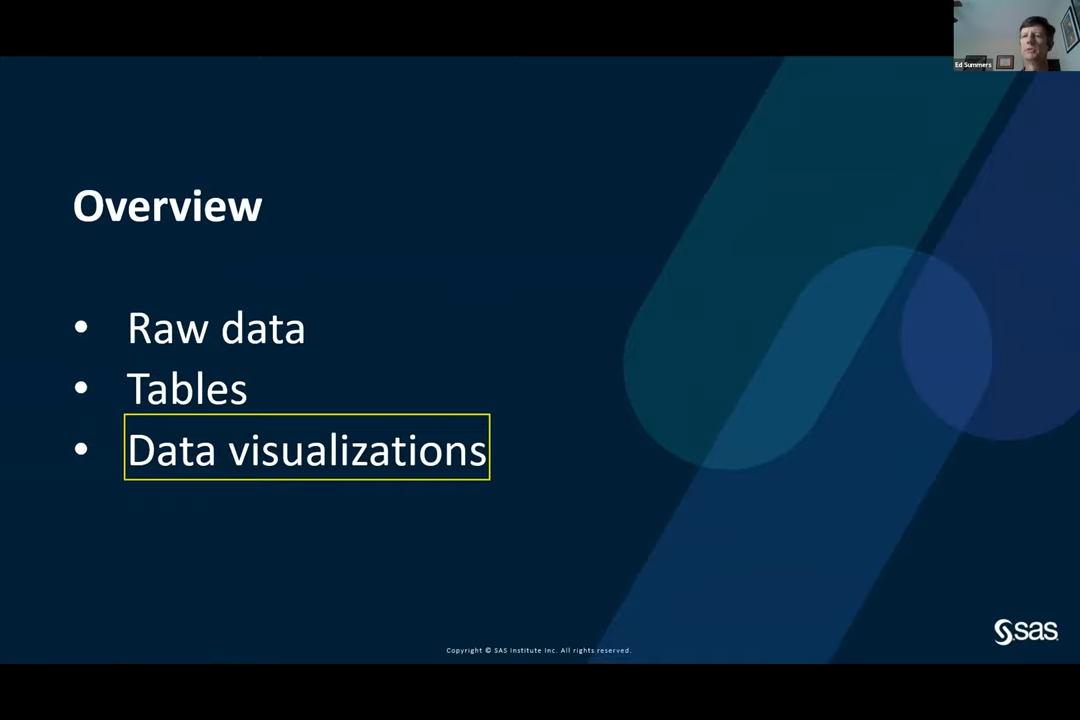 Ed Summers
Overview
• Raw data
• Tables
• Data visualizations
sas
Copyright © SAS Institute Inc. All rights reserved.